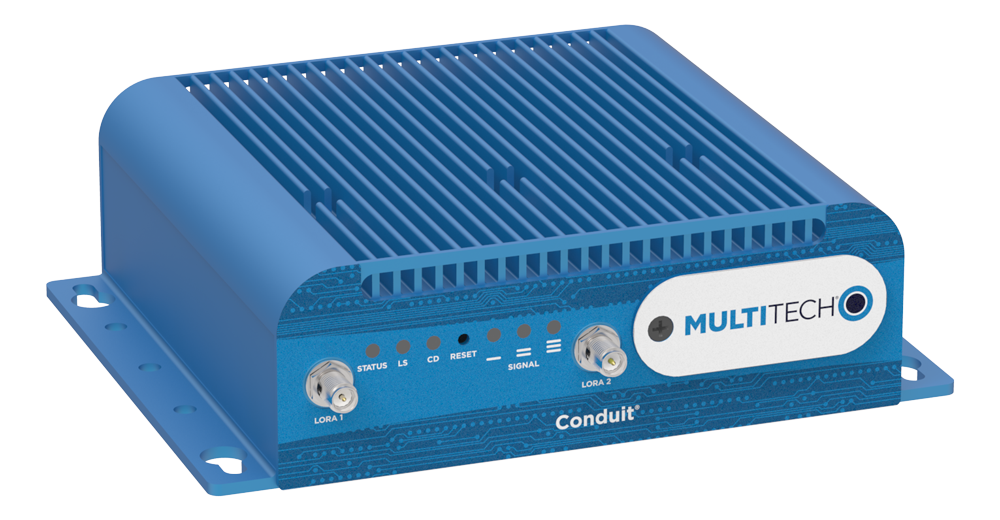 MULTITECH®
STATUS LS CD RESET SIGNAL
LORA 1
LORA 2
Conduit®